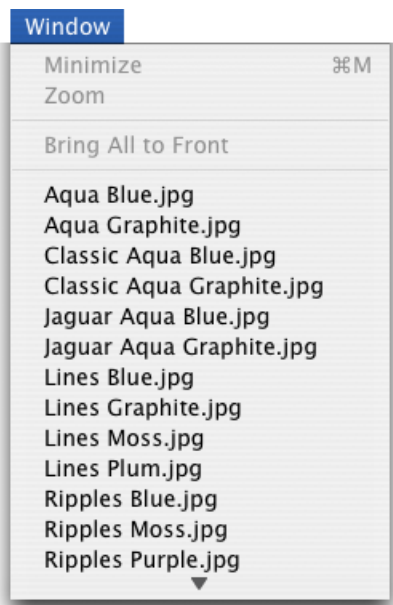 Window
Minimize ⌘M
Zoom
Bring All to Front
Aqua Blue.jpg
Aqua Graphite.jpg
Classic Aqua Blue.jpg
Classic Aqua Graphite.jpg
Jaguar Aqua Blue.jpg
Jaguar Aqua Graphite.jpg
Lines Blue.jpg
Lines Graphite.jpg
Lines Moss.jpg
Lines Plum.jpg
Ripples Blue.jpg
Ripples Moss.jpg
Ripples Purple.jpg